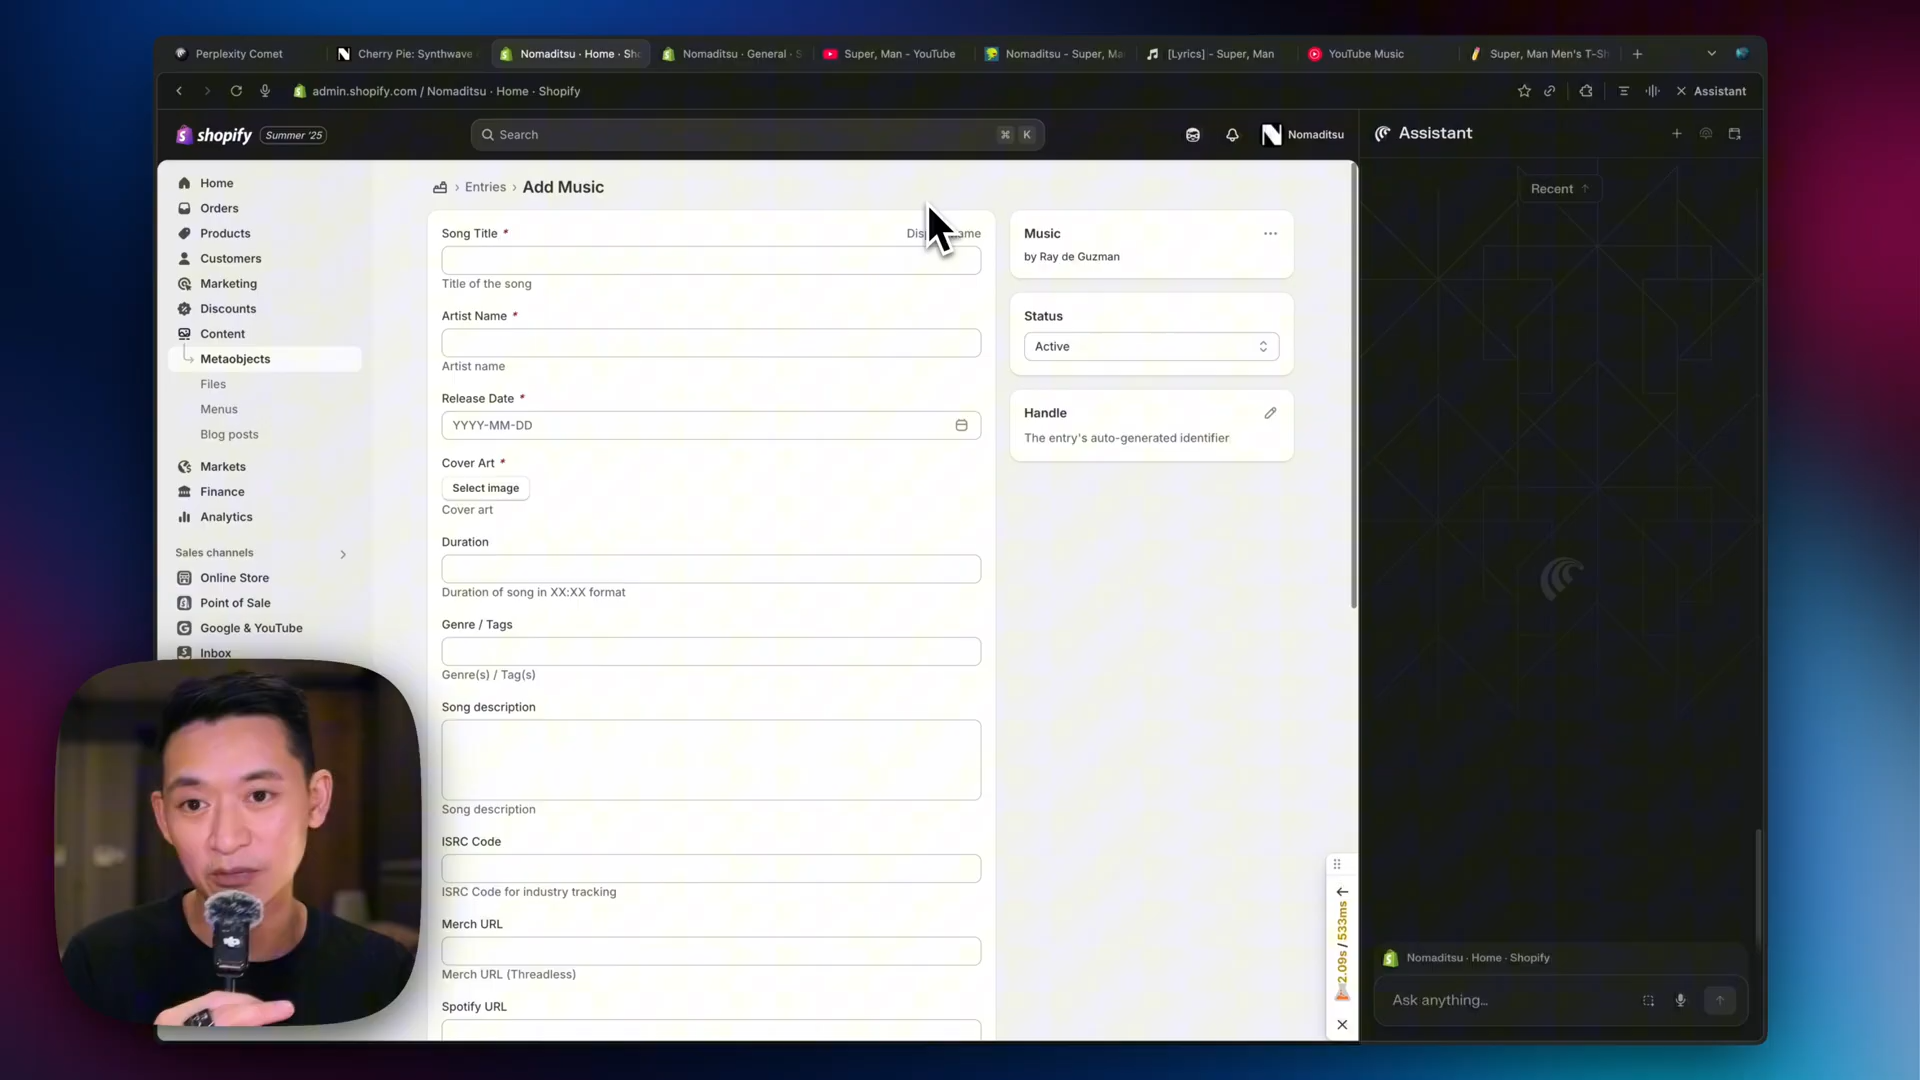 Perplexity Comet
Cherry Pie: Synthwave
Nomaditsu · Home · Sho
Nomaditsu · General · S
Super, Man - YouTube
Nomaditsu - Super, Ma
[Lyrics] - Super, Man
YouTube Music
Super, Man Men's T-Sh
admin.shopify.com / Nomaditsu · Home · Shopify
Assistant
shopify
Summer '25
Search
⌘ K
Nomaditsu
Assistant
Recent ↑
Home
Orders
Products
Customers
Marketing
Discounts
Content
Metaobjects
Files
Menus
Blog posts
Markets
Finance
Analytics
Sales channels
Online Store
Point of Sale
Google & YouTube
Inbox
Entries › Add Music
Song Title *
Title of the song
Artist Name *
Artist name
Release Date *
YYYY-MM-DD
Cover Art *
Select image
Cover art
Duration
Duration of song in XX:XX format
Genre / Tags
Genre(s) / Tag(s)
Song description
Song description
ISRC Code
ISRC Code for industry tracking
Merch URL
Merch URL (Threadless)
Spotify URL
Music
by Ray de Guzman
Status
Active
Handle
The entry's auto-generated identifier
2.09s / 533ms
Nomaditsu · Home · Shopify
Ask anything...